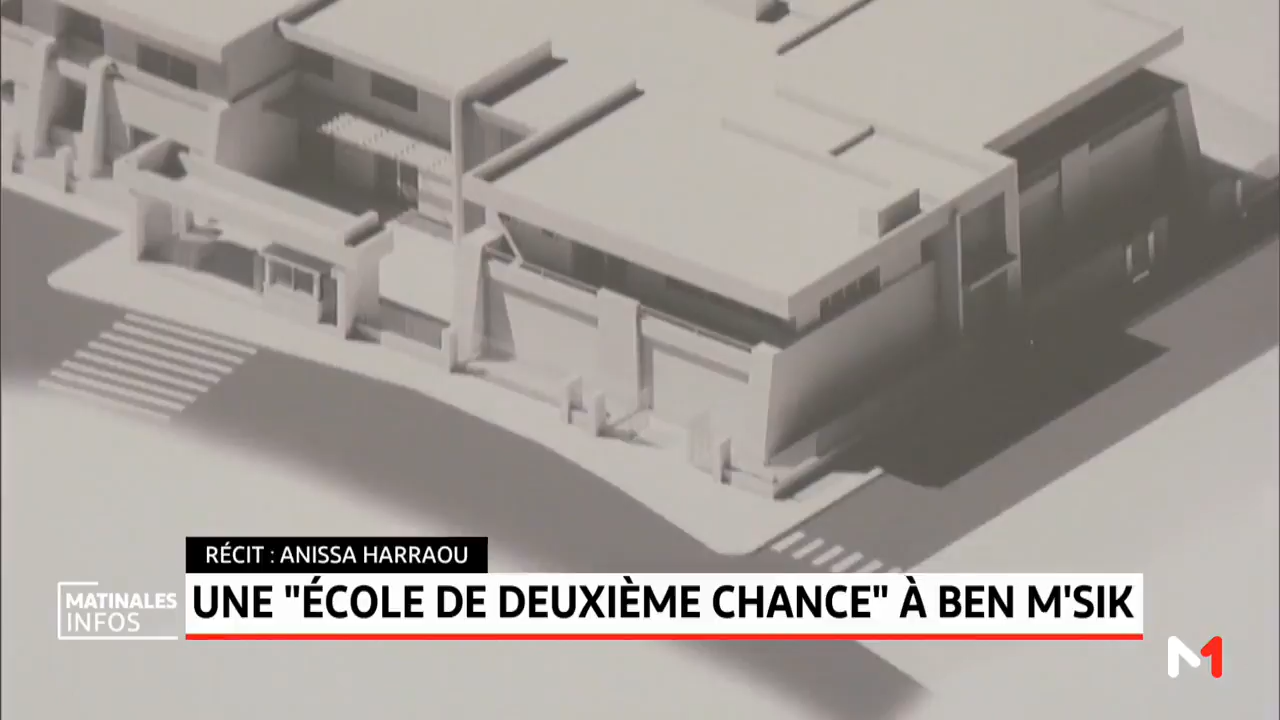 RÉCIT : ANISSA HARRAOU
UNE "ÉCOLE DE DEUXIÈME CHANCE" À BEN M'SIK
MATINALES
INFOS
M1